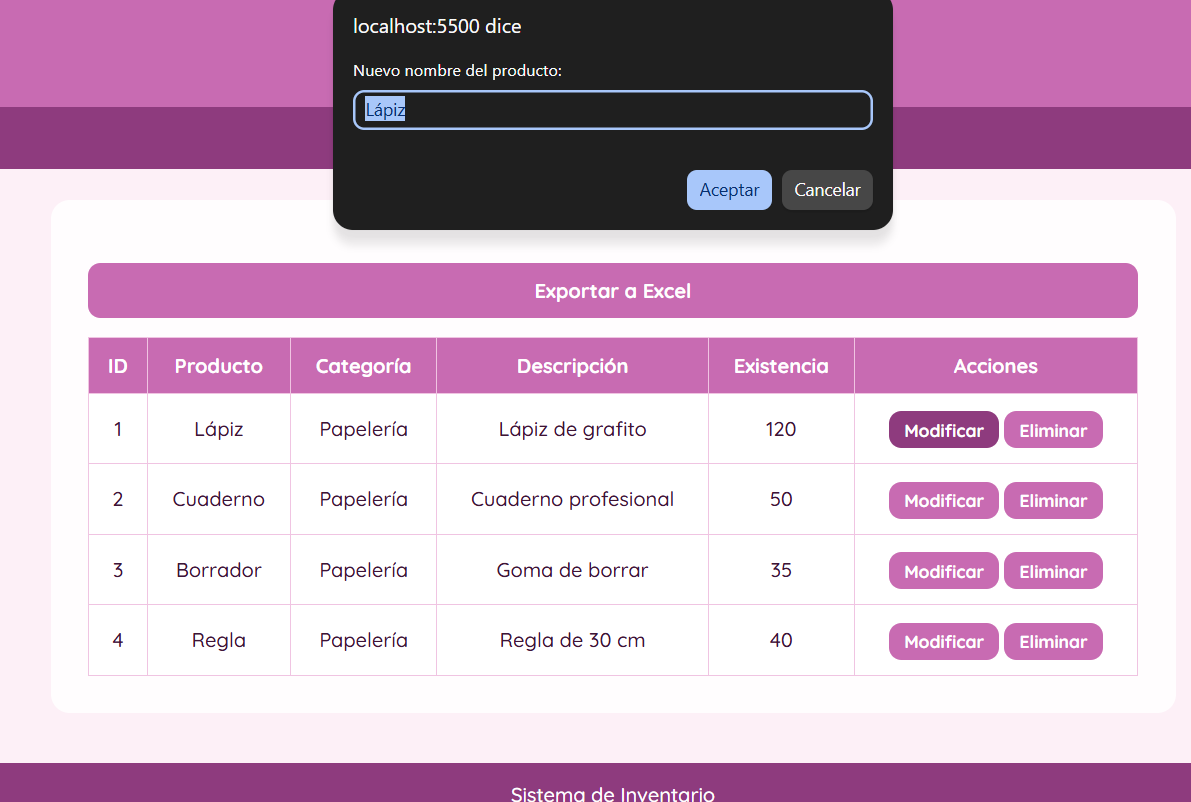 localhost:5500 dice
Nuevo nombre del producto:
Lápiz
Aceptar Cancelar
Exportar a Excel
ID Producto Categoría Descripción Existencia Acciones
1 Lápiz Papelería Lápiz de grafito 120 Modificar Eliminar
2 Cuaderno Papelería Cuaderno profesional 50 Modificar Eliminar
3 Borrador Papelería Goma de borrar 35 Modificar Eliminar
4 Regla Papelería Regla de 30 cm 40 Modificar Eliminar
Sistema de Inventario